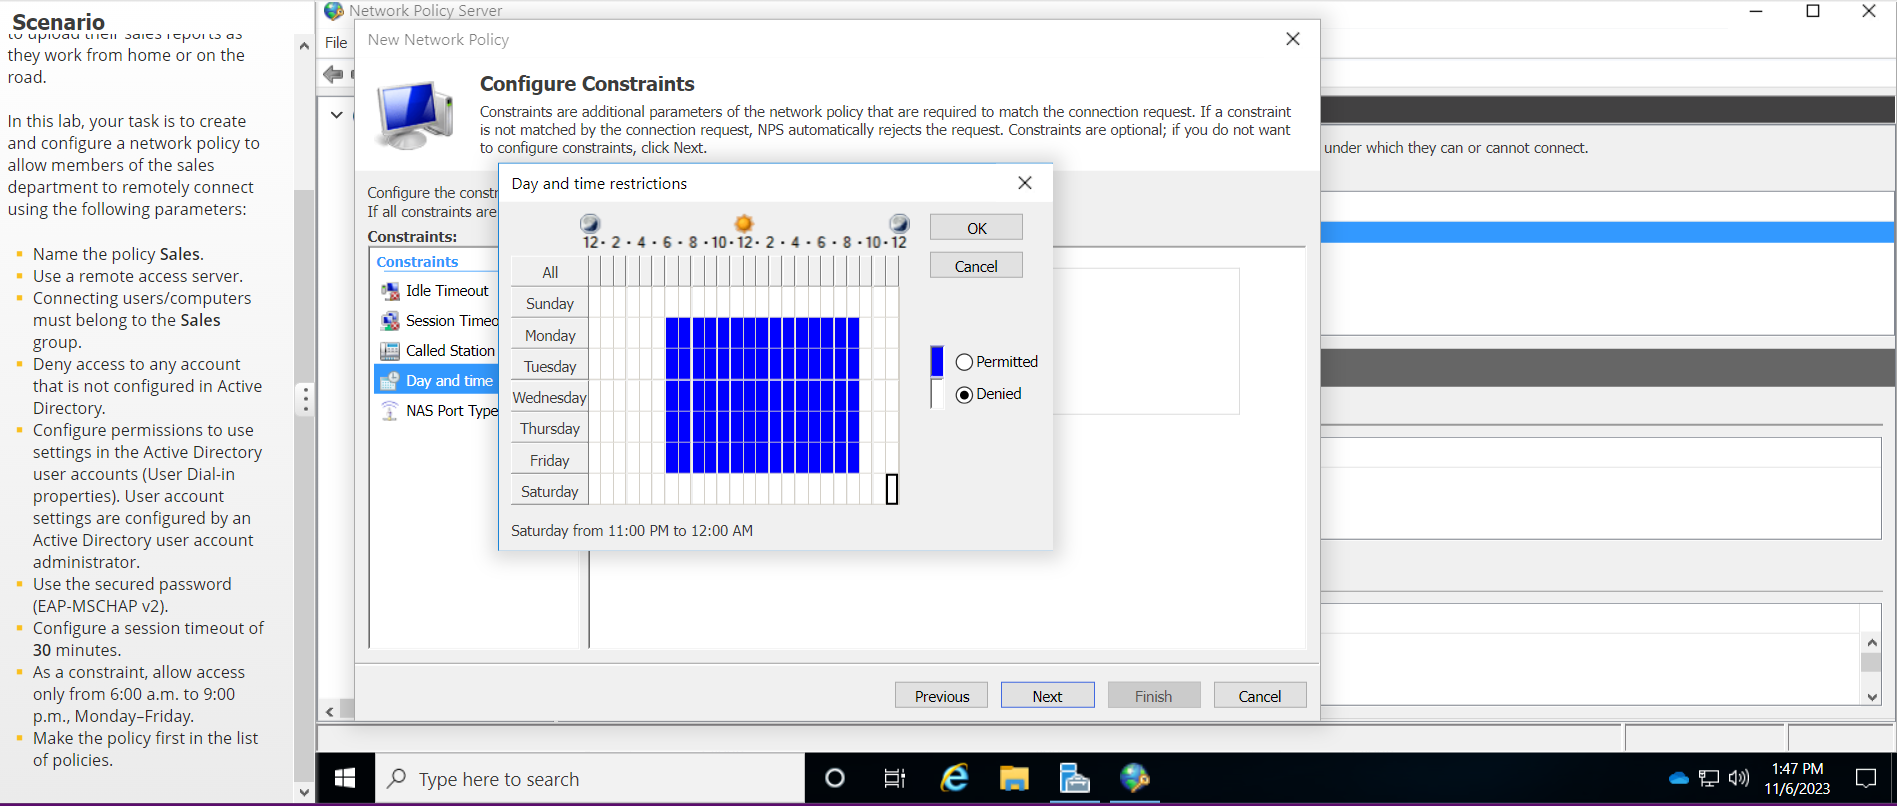 Scenario
to upload their sales reports as
they work from home or on the
road.
In this lab, your task is to create
and configure a network policy to
allow members of the sales
department to remotely connect
using the following parameters:
Name the policy Sales.
Use a remote access server.
Connecting users/computers
must belong to the Sales
group.
Deny access to any account
that is not configured in Active
Directory.
Configure permissions to use
settings in the Active Directory
user accounts (User Dial-in
properties). User account
settings are configured by an
Active Directory user account
administrator.
Use the secured password
(EAP-MSCHAP v2).
Configure a session timeout of
30 minutes.
As a constraint, allow access
only from 6:00 a.m. to 9:00
p.m., Monday–Friday.
Make the policy first in the list
of policies.
Network Policy Server
File
New Network Policy
Configure Constraints
Constraints are additional parameters of the network policy that are required to match the connection request. If a constraint
is not matched by the connection request, NPS automatically rejects the request. Constraints are optional; if you do not want
to configure constraints, click Next.
under which they can or cannot connect.
Configure the constr
If all constraints are
Constraints:
Constraints
Idle Timeout
Session Timeo
Called Station
Day and time
NAS Port Type
Day and time restrictions
12 · 2 · 4 · 6 · 8 · 10 · 12 · 2 · 4 · 6 · 8 · 10 · 12
All
Sunday
Monday
Tuesday
Wednesday
Thursday
Friday
Saturday
OK
Cancel
Permitted
Denied
Saturday from 11:00 PM to 12:00 AM
Previous
Next
Finish
Cancel
Type here to search
1:47 PM
11/6/2023